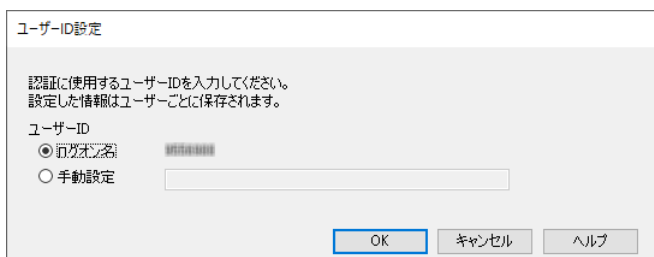 ユーザーID設定
認証に使用するユーザーIDを入力してください。
設定した情報はユーザーごとに保存されます。
ユーザーID
ログオン名
手動設定
OK キャンセル ヘルプ